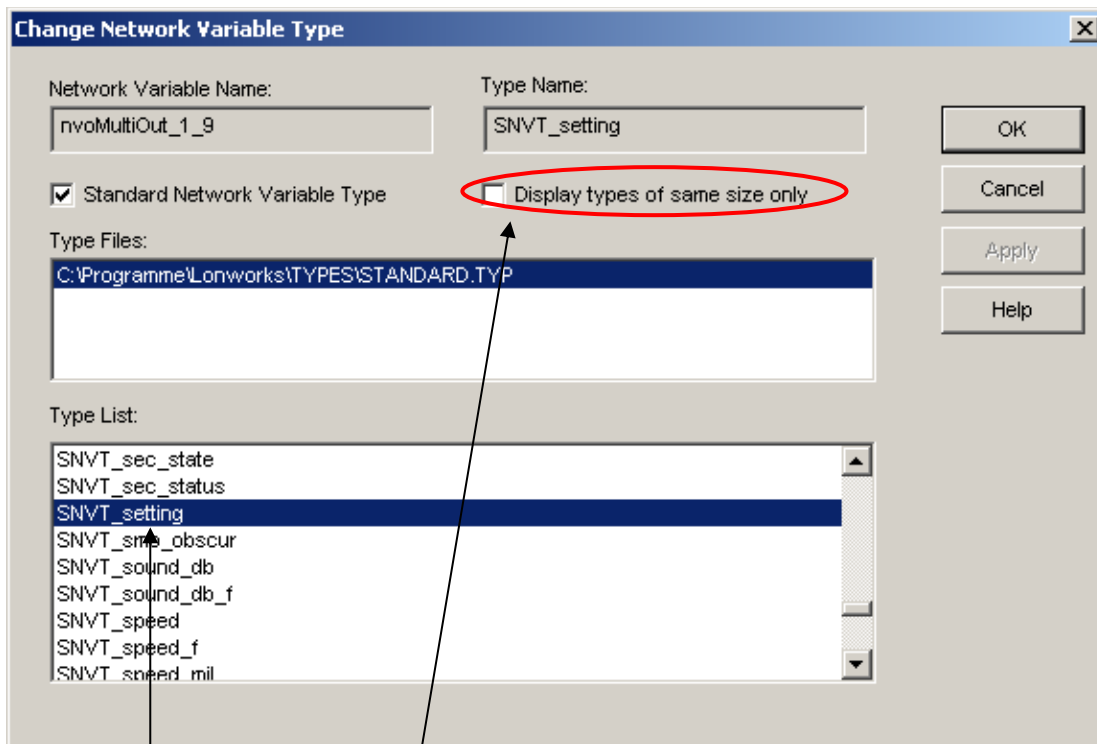 Change Network Variable Type
Network Variable Name:
Type Name:
nvoMultiOut_1_9
SNVT_setting
OK
Standard Network Variable Type
Display types of same size only
Cancel
Type Files:
Apply
C:\Programme\Lonworks\TYPES\STANDARD.TYP
Help
Type List:
SNVT_sec_state
SNVT_sec_status
SNVT_setting
SNVT_smo_obscur
SNVT_sound_db
SNVT_sound_db_f
SNVT_speed
SNVT_speed_f
SNVT_speed_mil